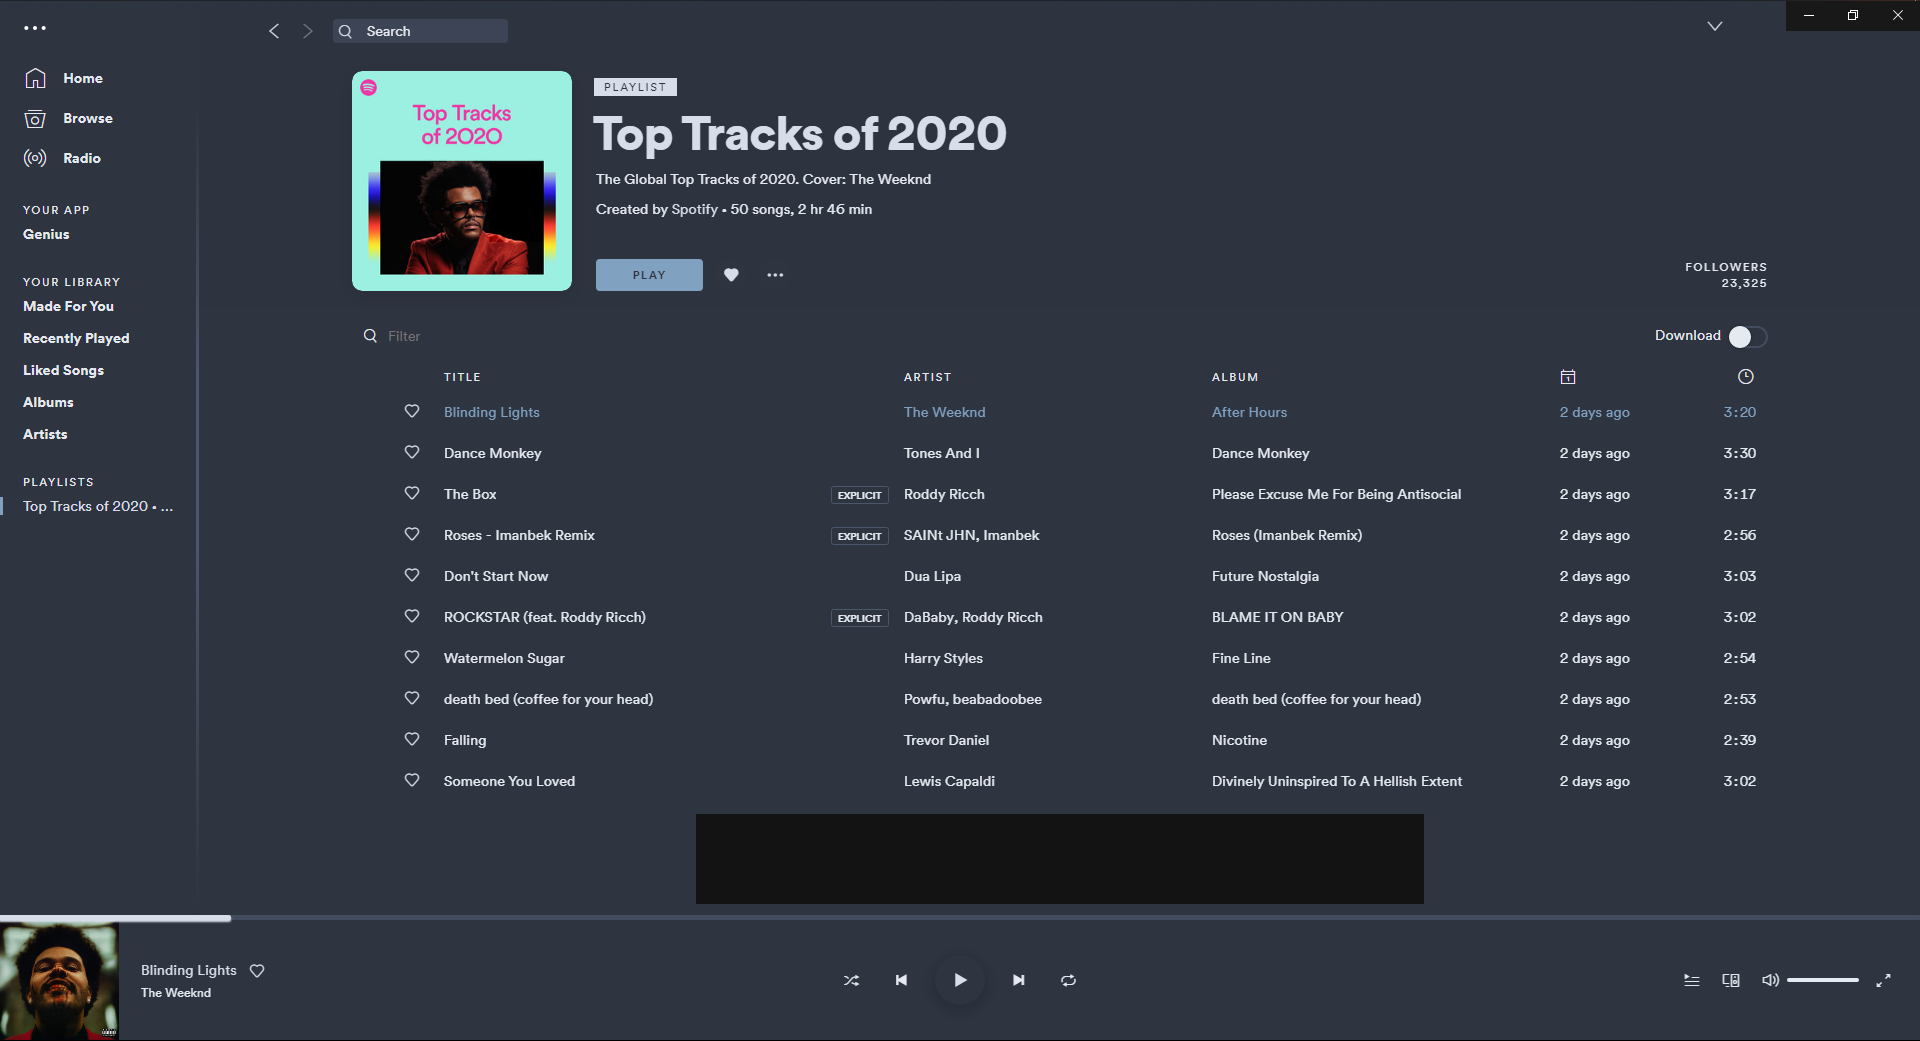 Search
Home
Browse
Radio
YOUR APP
Genius
YOUR LIBRARY
Made For You
Recently Played
Liked Songs
Albums
Artists
PLAYLISTS
Top Tracks of 2020 • ...
Top Tracks
of 2020
PLAYLIST
Top Tracks of 2020
The Global Top Tracks of 2020. Cover: The Weeknd
Created by Spotify • 50 songs, 2 hr 46 min
PLAY
FOLLOWERS
23,325
Filter
Download
TITLE ARTIST ALBUM
Blinding Lights The Weeknd After Hours 2 days ago 3:20
Dance Monkey Tones And I Dance Monkey 2 days ago 3:30
The Box EXPLICIT Roddy Ricch Please Excuse Me For Being Antisocial 2 days ago 3:17
Roses - Imanbek Remix EXPLICIT SAINt JHN, Imanbek Roses (Imanbek Remix) 2 days ago 2:56
Don't Start Now Dua Lipa Future Nostalgia 2 days ago 3:03
ROCKSTAR (feat. Roddy Ricch) EXPLICIT DaBaby, Roddy Ricch BLAME IT ON BABY 2 days ago 3:02
Watermelon Sugar Harry Styles Fine Line 2 days ago 2:54
death bed (coffee for your head) Powfu, beabadoobee death bed (coffee for your head) 2 days ago 2:53
Falling Trevor Daniel Nicotine 2 days ago 2:39
Someone You Loved Lewis Capaldi Divinely Uninspired To A Hellish Extent 2 days ago 3:02
Blinding Lights
The Weeknd